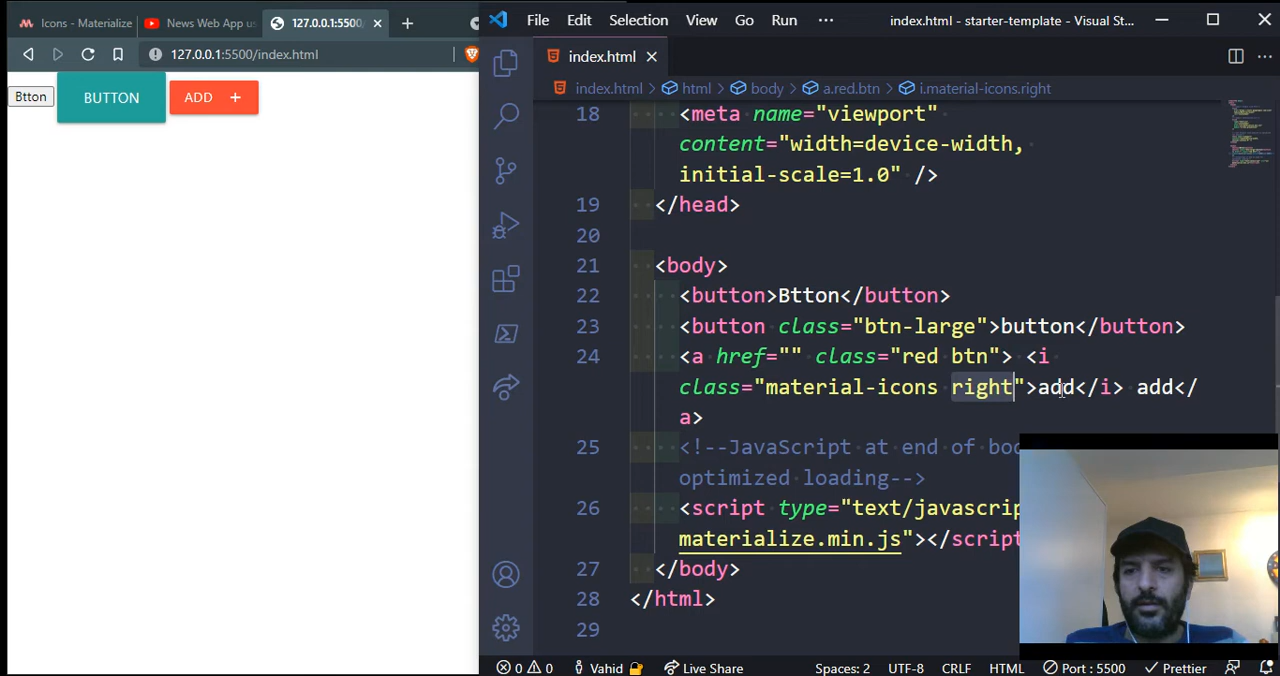 Icons - Materialize
News Web App us
127.0.0.1:5500
127.0.0.1:5500/index.html
Btton
BUTTON
ADD +
File Edit Selection View Go Run ··· index.html - starter-template - Visual St...
index.html
index.html > html > body > a.red.btn > i.material-icons.right
18 <meta name="viewport"
content="width=device-width,
initial-scale=1.0" />
19 </head>
20
21 <body>
22 <button>Btton</button>
23 <button class="btn-large">button</button>
24 <a href="" class="red btn"> <i
class="material-icons right">add</i> add</
a>
25 <!--JavaScript at end of bod
optimized loading-->
26 <script type="text/javascrip
materialize.min.js"></script
27 </body>
28 </html>
29
0 0 Vahid Live Share Spaces: 2 UTF-8 CRLF HTML Port : 5500 Prettier